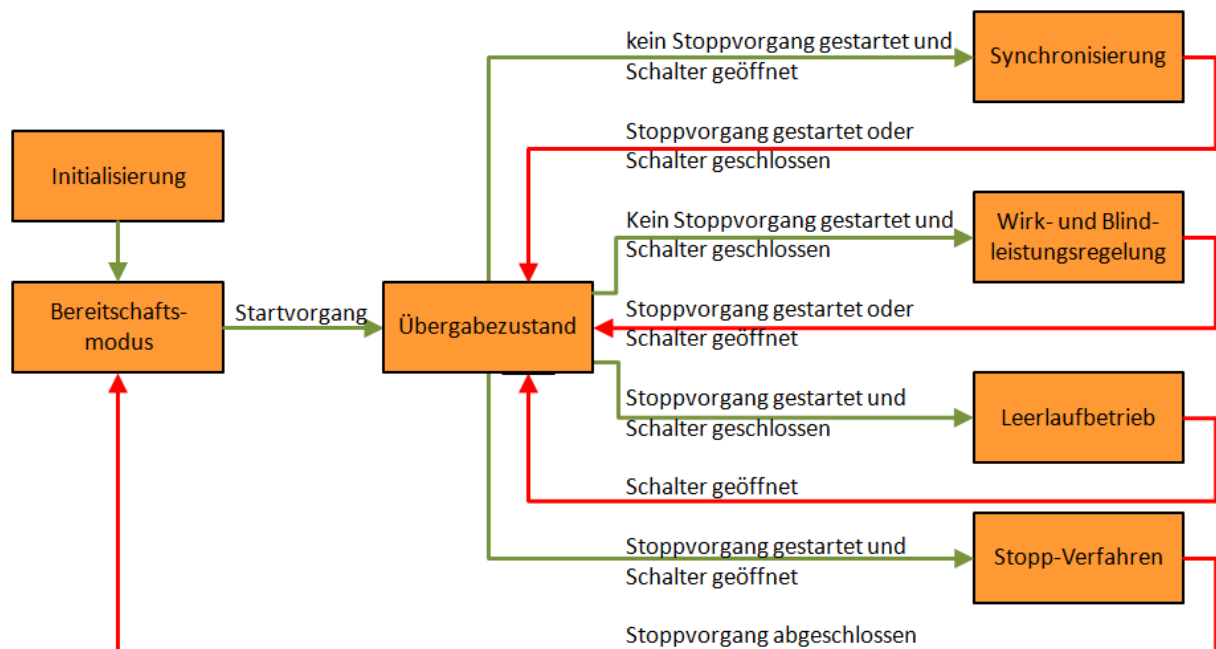 kein Stoppvorgang gestartet und
Schalter geöffnet
Synchronisierung
Stoppvorgang gestartet oder
Schalter geschlossen
Initialisierung
Kein Stoppvorgang gestartet und
Schalter geschlossen
Wirk- und Blind-
leistungsregelung
Bereitschafts-
modus
Startvorgang
Übergabezustand
Stoppvorgang gestartet oder
Schalter geöffnet
Stoppvorgang gestartet und
Schalter geschlossen
Leerlaufbetrieb
Schalter geöffnet
Stoppvorgang gestartet und
Schalter geöffnet
Stopp-Verfahren
Stoppvorgang abgeschlossen